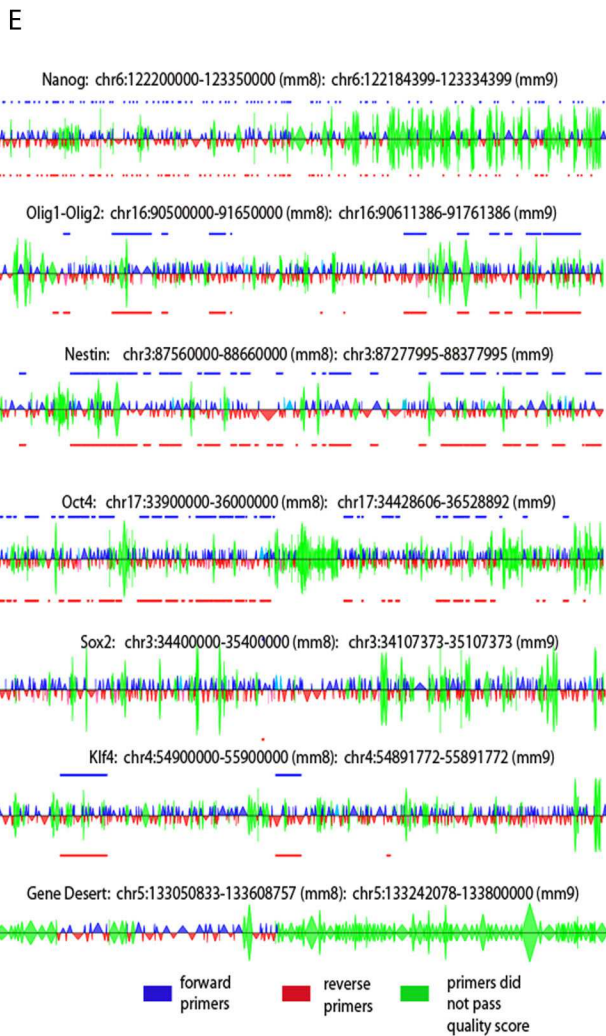 E
Nanog: chr6:122200000-123350000 (mm8): chr6:122184399-123334399 (mm9)
Olig1-Olig2: chr16:90500000-91650000 (mm8): chr16:90611386-91761386 (mm9)
Nestin: chr3:87560000-88660000 (mm8): chr3:87277995-88377995 (mm9)
Oct4: chr17:33900000-36000000 (mm8): chr17:34428606-36528892 (mm9)
Sox2: chr3:34400000-35400000 (mm8): chr3:34107373-35107373 (mm9)
Klf4: chr4:54900000-55900000 (mm8): chr4:54891772-55891772 (mm9)
Gene Desert: chr5:133050833-133608757 (mm8): chr5:133242078-133800000 (mm9)
forward primers
reverse primers
primers did not pass quality score